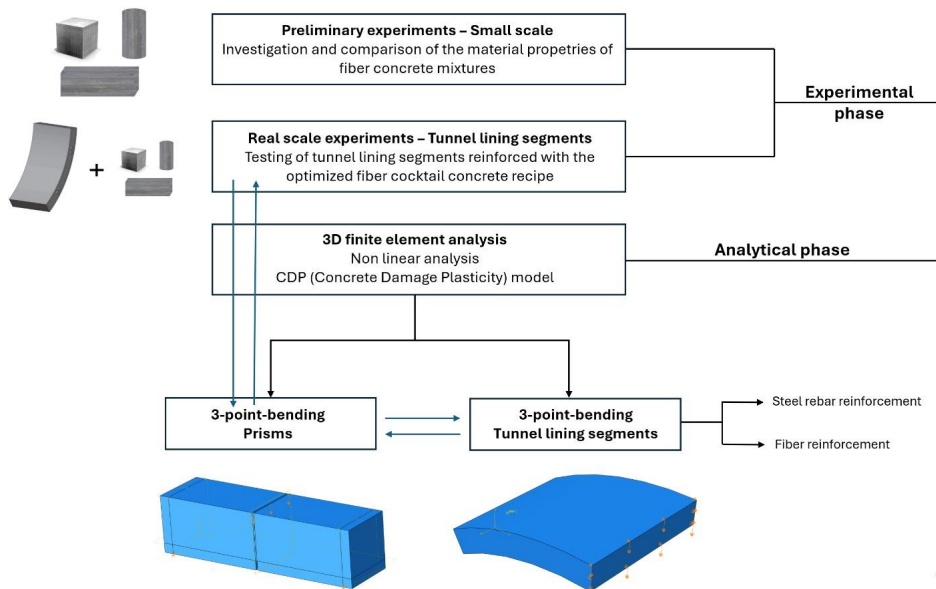 Preliminary experiments – Small scale
Investigation and comparison of the material propetries of
fiber concrete mixtures
Experimental
phase
Real scale experiments – Tunnel lining segments
Testing of tunnel lining segments reinforced with the
optimized fiber cocktail concrete recipe
+
3D finite element analysis
Non linear analysis
CDP (Concrete Damage Plasticity) model
Analytical phase
3-point-bending
Prisms
3-point-bending
Tunnel lining segments
Steel rebar reinforcement
Fiber reinforcement